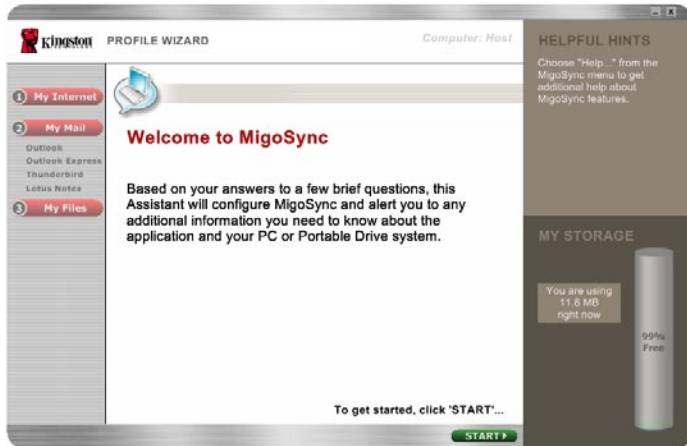 Kingston
PROFILE WIZARD
Computer: Host
1 My Internet
2 My Mail
Outlook
Outlook Express
Thunderbird
Lotus Notes
3 My Files
Welcome to MigoSync
Based on your answers to a few brief questions, this
Assistant will configure MigoSync and alert you to any
additional information you need to know about the
application and your PC or Portable Drive system.
To get started, click 'START'...
START
HELPFUL HINTS
Choose "Help..." from the
MigoSync menu to get
additional help about
MigoSync features.
MY STORAGE
You are using
11.8 MB
right now
99%
Free